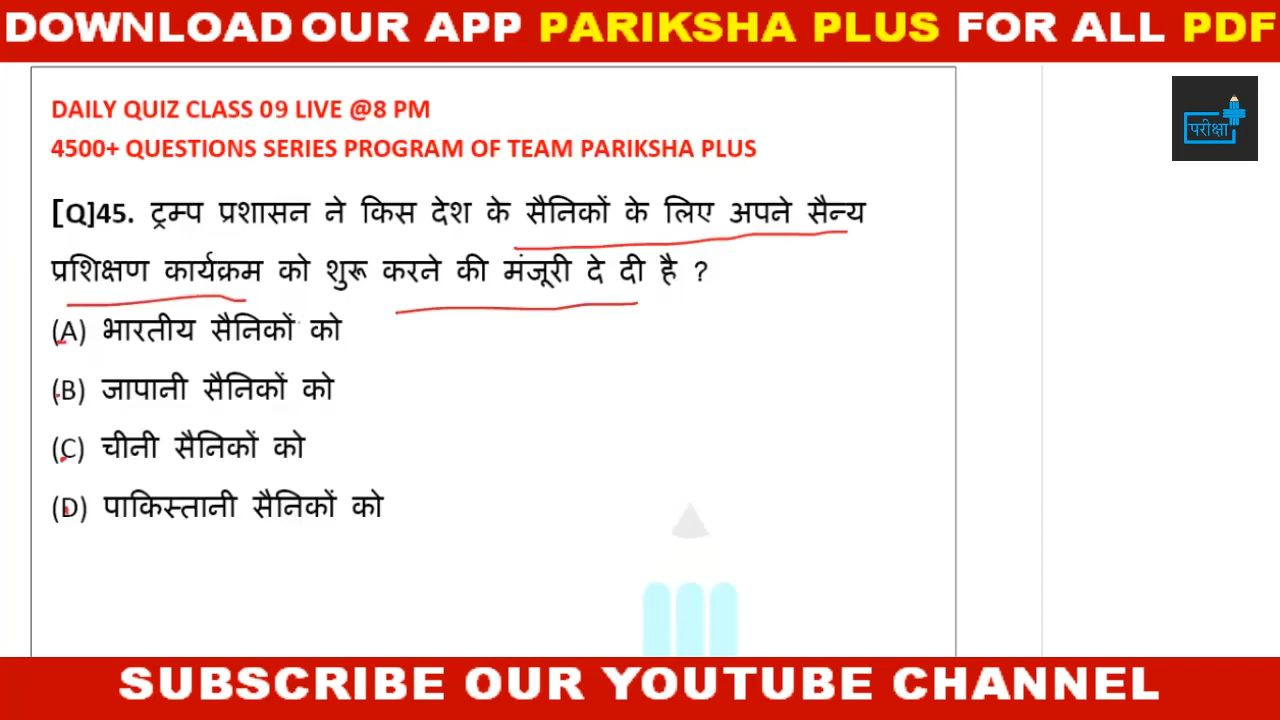 DOWNLOAD OUR APP PARIKSHA PLUS FOR ALL PDF
DAILY QUIZ CLASS 09 LIVE @8 PM
4500+ QUESTIONS SERIES PROGRAM OF TEAM PARIKSHA PLUS
परीक्षा
[Q]45. ट्रम्प प्रशासन ने किस देश के सैनिकों के लिए अपने सैन्य
प्रशिक्षण कार्यक्रम को शुरू करने की मंजूरी दे दी है ?
(A) भारतीय सैनिकों को
(B) जापानी सैनिकों को
(C) चीनी सैनिकों को
(D) पाकिस्तानी सैनिकों को
SUBSCRIBE OUR YOUTUBE CHANNEL